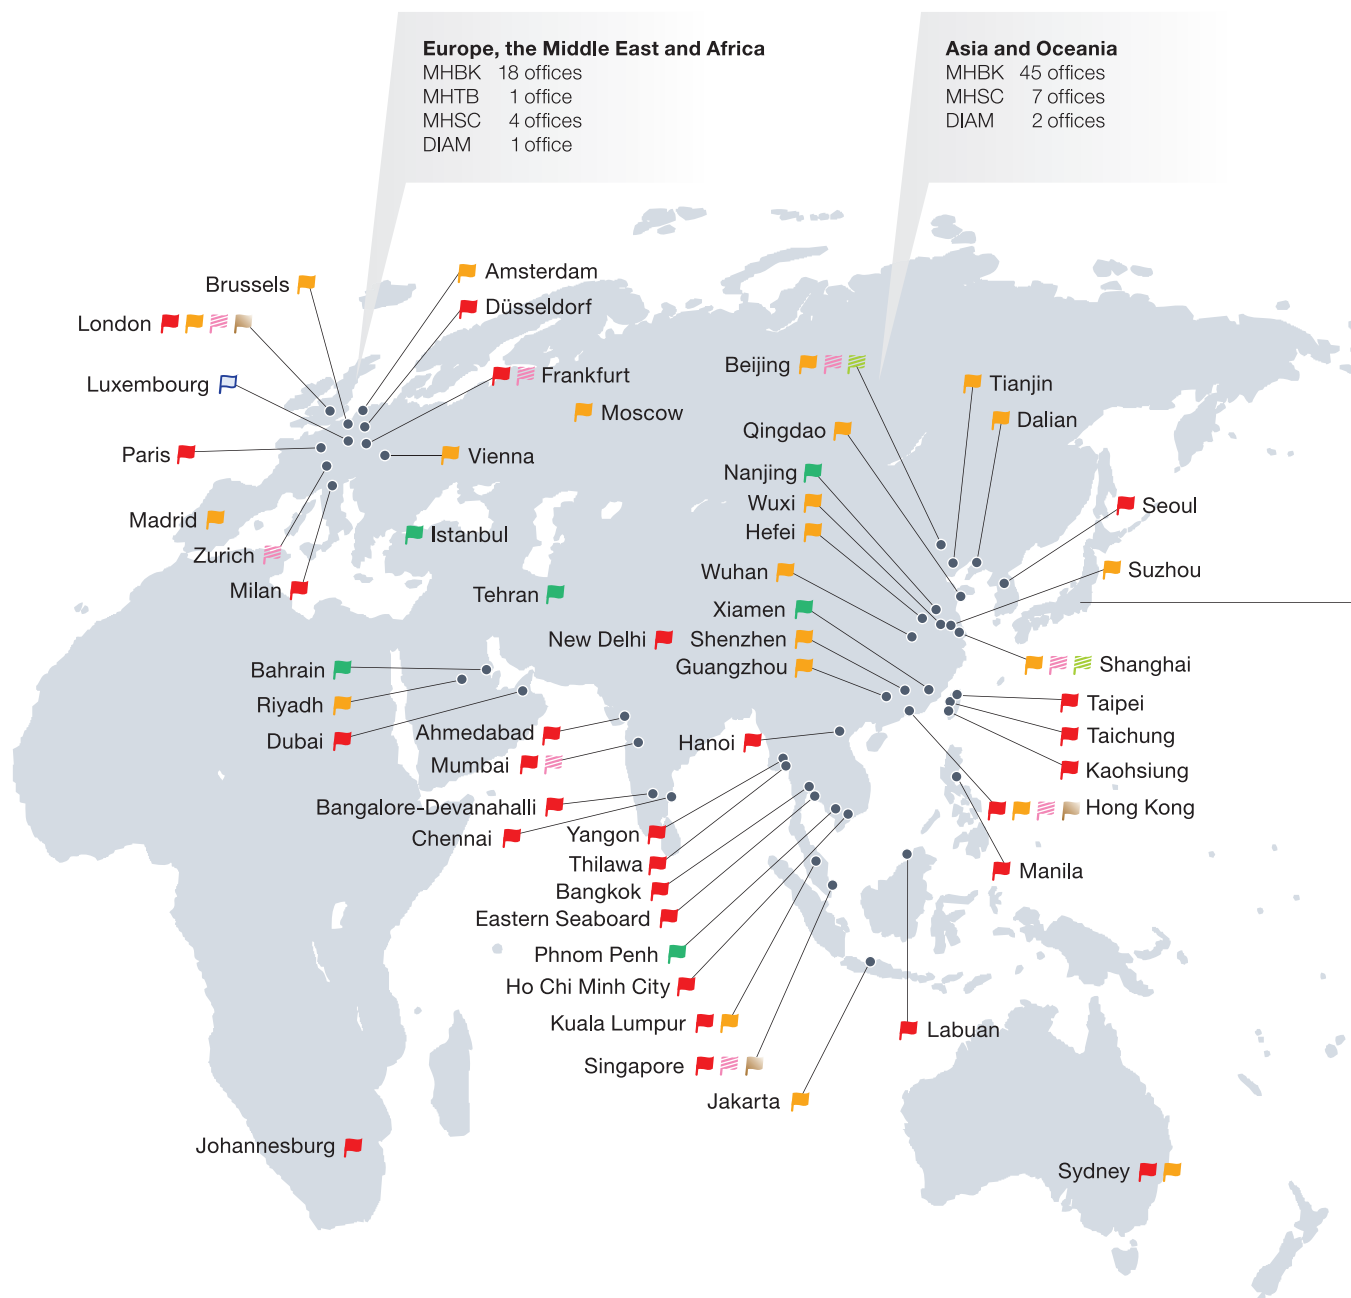 Europe, the Middle East and Africa
MHBK 18 offices
MHTB 1 office
MHSC 4 offices
DIAM 1 office
Asia and Oceania
MHBK 45 offices
MHSC 7 offices
DIAM 2 offices
Brussels
Amsterdam
Düsseldorf
London
Luxembourg
Frankfurt
Moscow
Paris
Vienna
Madrid
Zurich
Milan
Istanbul
Tehran
New Delhi
Bahrain
Riyadh
Dubai
Ahmedabad
Mumbai
Bangalore-Devanahalli
Chennai
Beijing
Tianjin
Dalian
Qingdao
Nanjing
Wuxi
Hefei
Wuhan
Xiamen
Shenzhen
Guangzhou
Seoul
Suzhou
Shanghai
Taipei
Taichung
Kaohsiung
Hong Kong
Manila
Hanoi
Yangon
Thilawa
Bangkok
Eastern Seaboard
Phnom Penh
Ho Chi Minh City
Kuala Lumpur
Singapore
Jakarta
Labuan
Johannesburg
Sydney